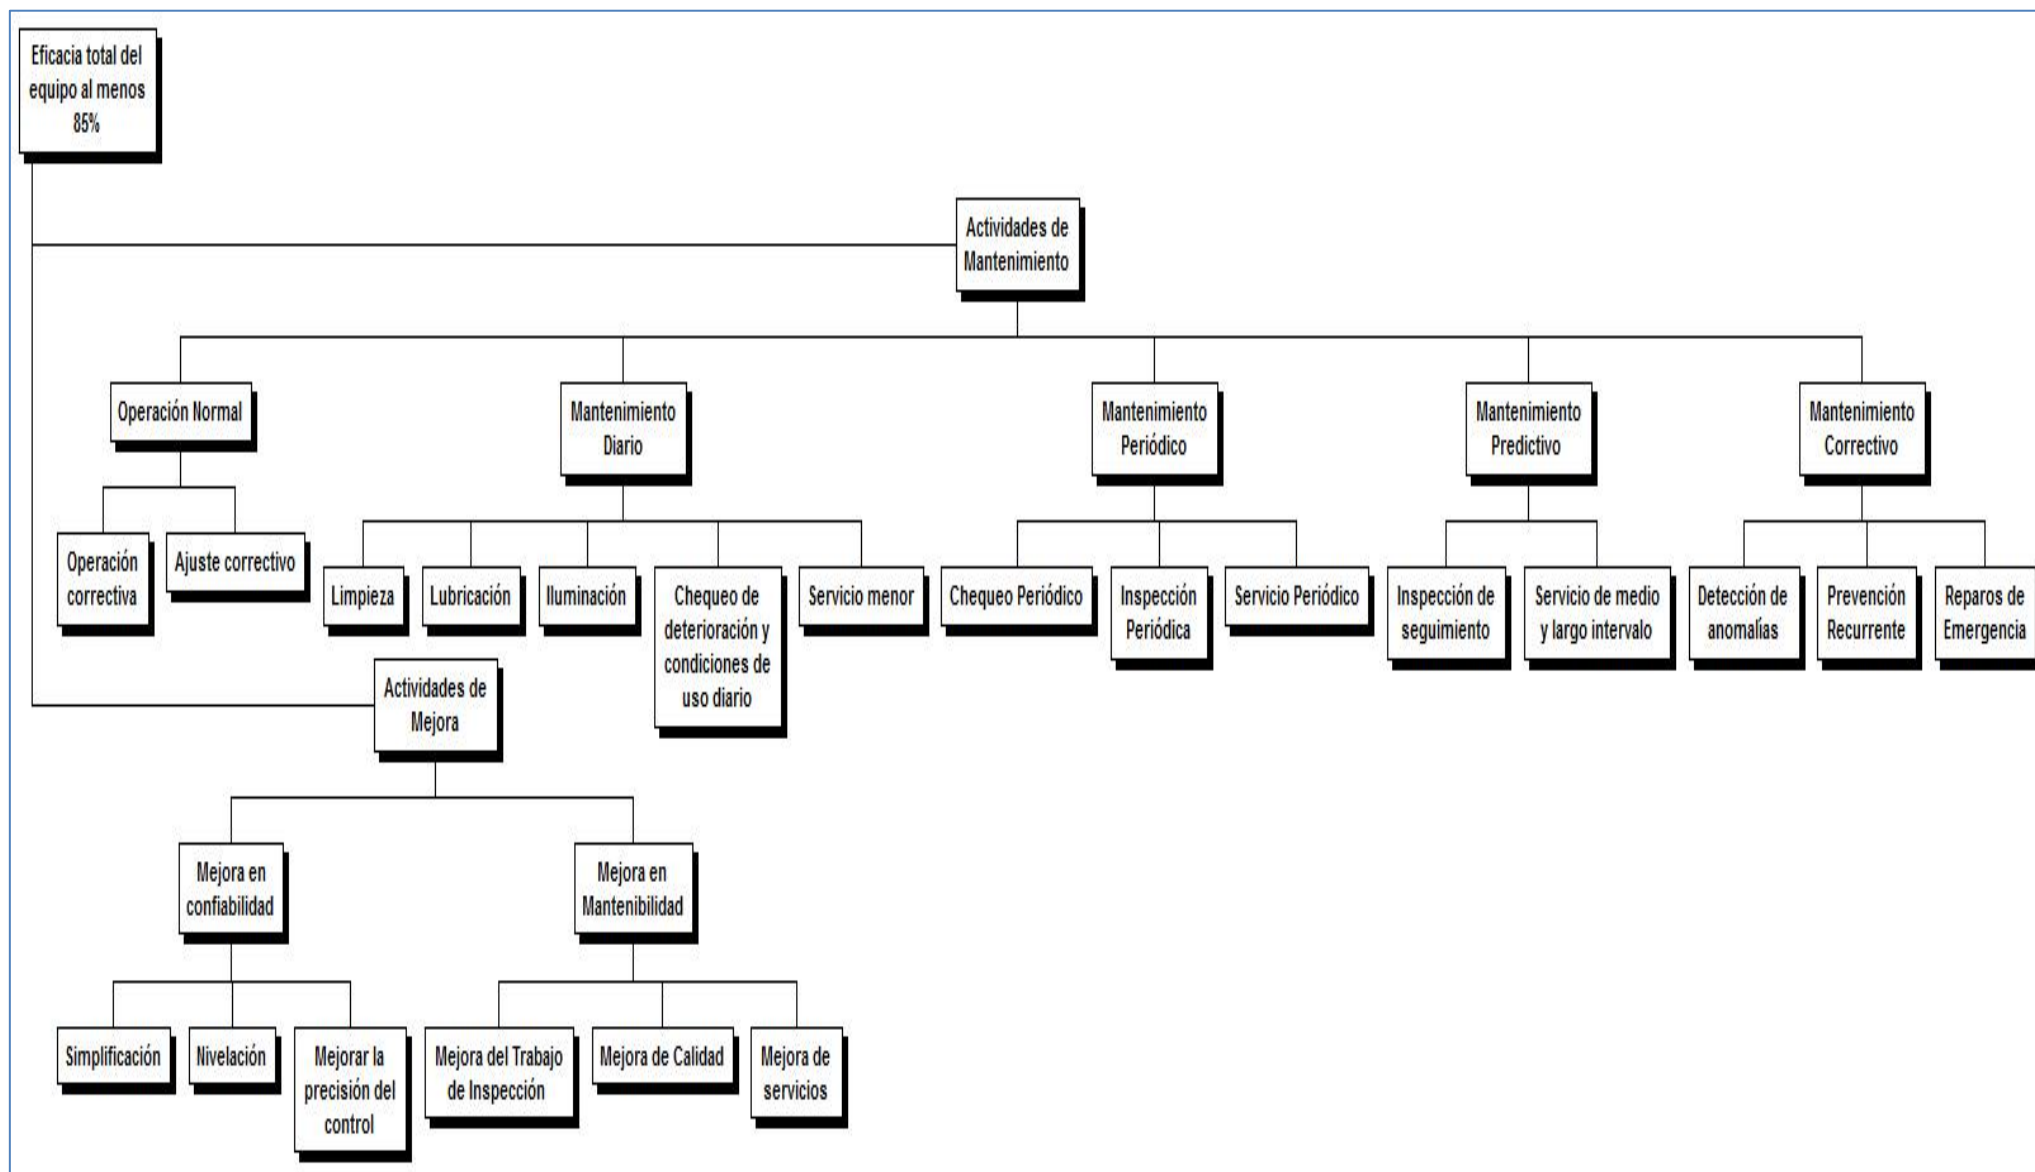 Eficacia total del
equipo al menos
85%
Actividades de
Mantenimiento
Operación Normal
Mantenimiento
Diario
Mantenimiento
Periódico
Mantenimiento
Predictivo
Mantenimiento
Correctivo
Operación
correctiva
Ajuste correctivo
Limpieza
Lubricación
Iluminación
Chequeo de
deterioración y
condiciones de
uso diario
Servicio menor
Chequeo Periódico
Inspección
Periódica
Servicio Periódico
Inspección de
seguimiento
Servicio de medio
y largo intervalo
Detección de
anomalías
Prevención
Recurrente
Reparos de
Emergencia
Actividades de
Mejora
Mejora en
confiabilidad
Mejora en
Mantenibilidad
Simplificación
Nivelación
Mejorar la
precisión del
control
Mejora del Trabajo
de Inspección
Mejora de Calidad
Mejora de
servicios